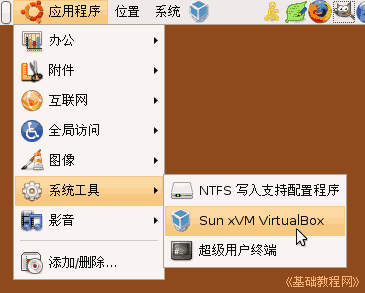 应用程序 位置 系统
办公
附件
互联网
全局访问
图像
系统工具
NTFS 写入支持配置程序
影音
Sun xVM VirtualBox
添加/删除...
超级用户终端
《基础教程网》